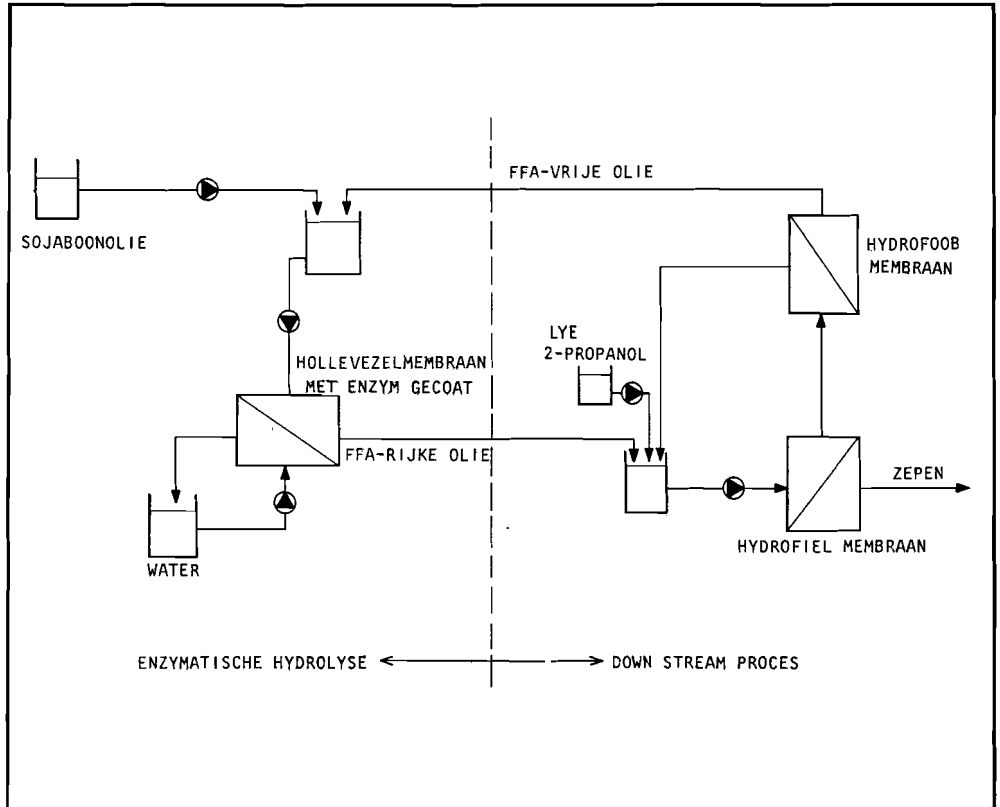 FFA-VRIJE OLIE
SOJABOONOLIE
HYDROFOOB
MEMBRAAN
LYE
2-PROPANOL
HOLLEVEZELMEMBRAAN
MET ENZYM GECOAT
FFA-RIJKE OLIE
ZEPEN
HYDROFIEL MEMBRAAN
WATER
ENZYMATISCHE HYDROLYSE
DOWN STREAM PROCES